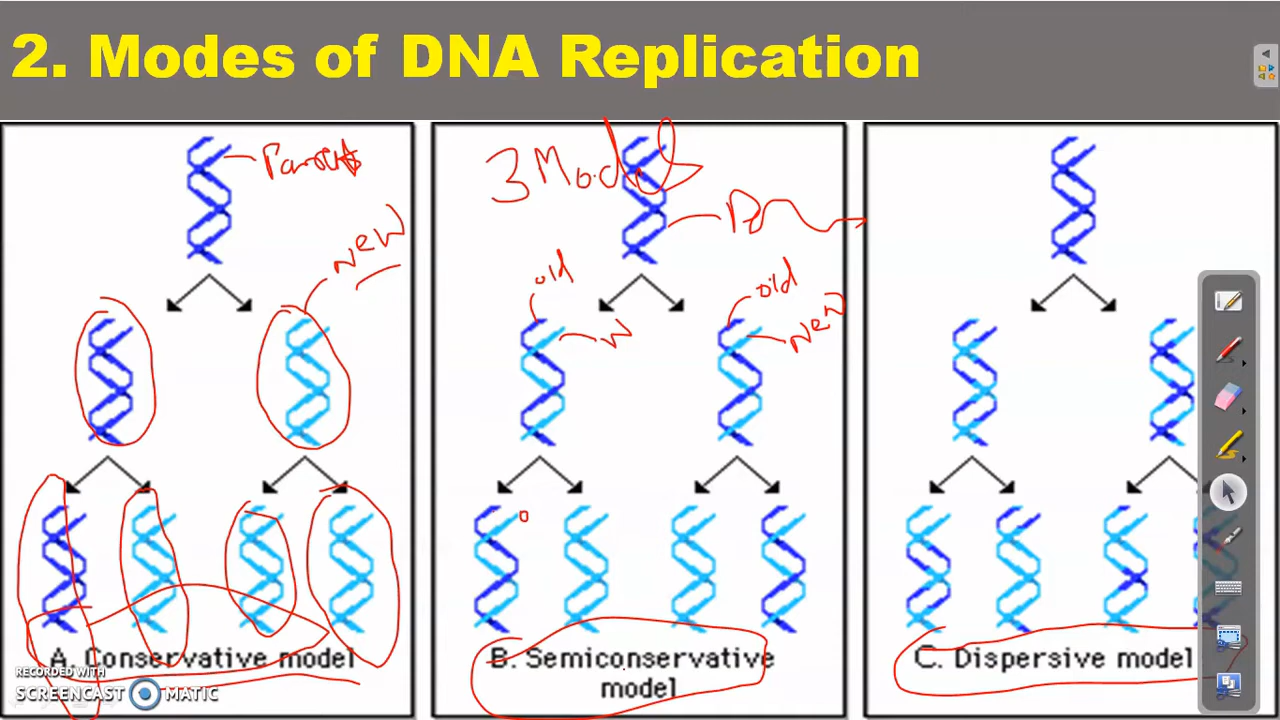 2. Modes of DNA Replication
Parent
New
3 Model
old
N
old
New
o
A. Conservative model
B. Semiconservative
model
C. Dispersive model
RECORDED WITH
SCREENCAST MATIC